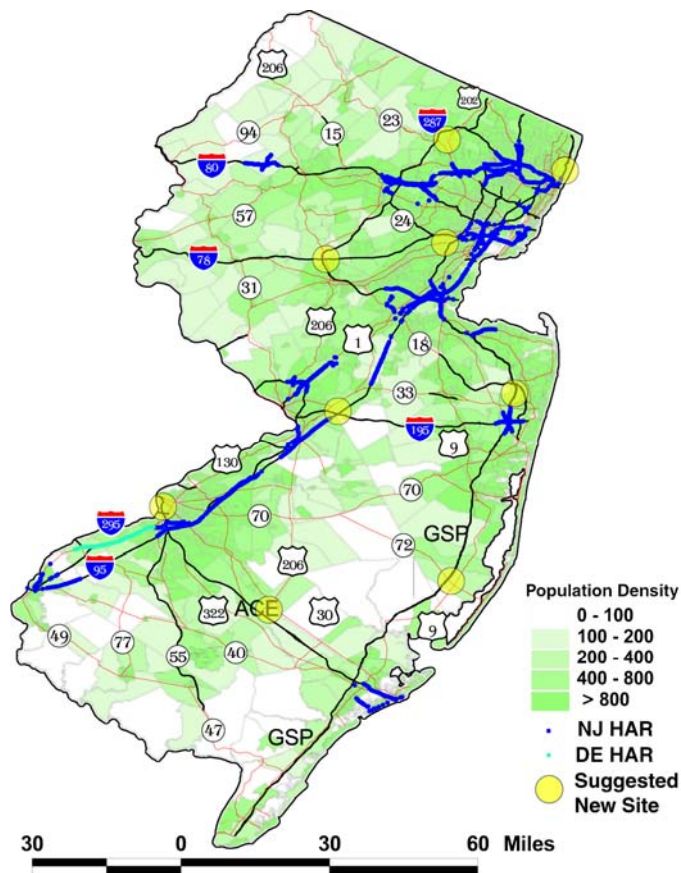 206
202
23
287
94
15
80
57
24
78
31
206
1
18
33
195
9
130
70
70
GSP
295
72
95
206
Population Density
0 - 100
322
ACE
30
100 - 200
49
77
9
200 - 400
55
40
400 - 800
> 800
47
GSP
NJ HAR
DE HAR
Suggested
New Site
30 0 30 60 Miles